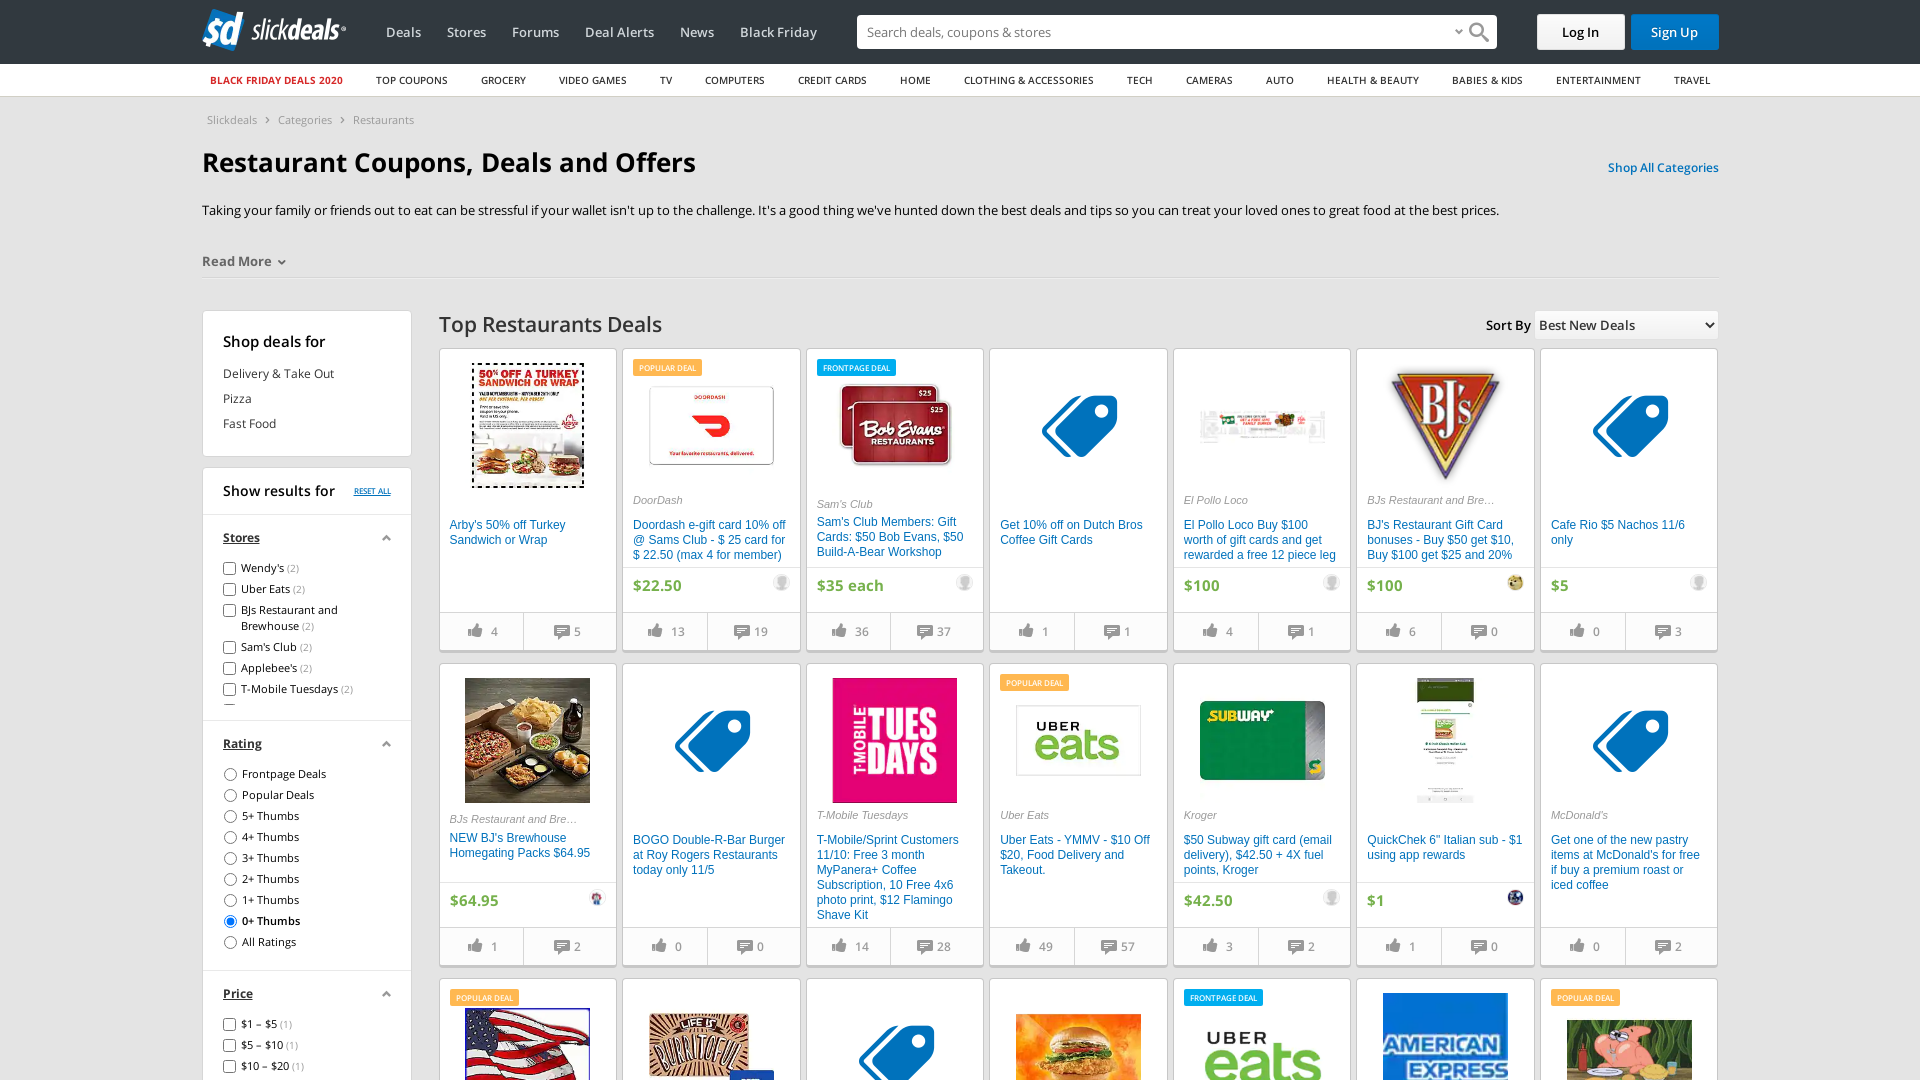 sd slickdeals
Deals
Stores
Forums
Deal Alerts
News
Black Friday
Search deals, coupons & stores
Log In
Sign Up
BLACK FRIDAY DEALS 2020
TOP COUPONS
GROCERY
VIDEO GAMES
TV
COMPUTERS
CREDIT CARDS
HOME
CLOTHING & ACCESSORIES
TECH
CAMERAS
AUTO
HEALTH & BEAUTY
BABIES & KIDS
ENTERTAINMENT
TRAVEL
Slickdeals
Categories
Restaurants
Restaurant Coupons, Deals and Offers
Shop All Categories
Taking your family or friends out to eat can be stressful if your wallet isn't up to the challenge. It's a good thing we've hunted down the best deals and tips so you can treat your loved ones to great food at the best prices.
Read More
Shop deals for
Delivery & Take Out
Pizza
Fast Food
Show results for
RESET ALL
Stores
Wendy's (2)
Uber Eats (2)
BJs Restaurant and
Brewhouse (2)
Sam's Club (2)
Applebee's (2)
T-Mobile Tuesdays (2)
Rating
Frontpage Deals
Popular Deals
5+ Thumbs
4+ Thumbs
3+ Thumbs
2+ Thumbs
1+ Thumbs
0+ Thumbs
All Ratings
Price
$1 – $5 (1)
$5 – $10 (1)
$10 – $20 (1)
Top Restaurants Deals
Sort By
Best New Deals
50% OFF A TURKEY
SANDWICH OR WRAP
Arby's 50% off Turkey
Sandwich or Wrap
4
5
POPULAR DEAL
DOORDASH
Your favorite restaurants, delivered.
DoorDash
Doordash e-gift card 10% off
@ Sams Club - $ 25 card for
$ 22.50 (max 4 for member)
$22.50
13
19
FRONTPAGE DEAL
$25
$25
Bob Evans
RESTAURANTS
Sam's Club
Sam's Club Members: Gift
Cards: $50 Bob Evans, $50
Build-A-Bear Workshop
$35 each
36
37
Get 10% off on Dutch Bros
Coffee Gift Cards
1
1
El Pollo Loco
El Pollo Loco Buy $100
worth of gift cards and get
rewarded a free 12 piece leg
$100
4
1
BJ's
BJs Restaurant and Bre…
BJ's Restaurant Gift Card
bonuses - Buy $50 get $10,
Buy $100 get $25 and 20%
$100
6
0
Cafe Rio $5 Nachos 11/6
only
$5
0
3
BJs Restaurant and Bre…
NEW BJ's Brewhouse
Homegating Packs $64.95
$64.95
1
2
BOGO Double-R-Bar Burger
at Roy Rogers Restaurants
today only 11/5
0
0
T-MOBILE
TUES
DAYS
T-Mobile Tuesdays
T-Mobile/Sprint Customers
11/10: Free 3 month
MyPanera+ Coffee
Subscription, 10 Free 4x6
photo print, $12 Flamingo
Shave Kit
14
28
POPULAR DEAL
UBER
eats
Uber Eats
Uber Eats - YMMV - $10 Off
$20, Food Delivery and
Takeout.
49
57
SUBWAY
Kroger
$50 Subway gift card (email
delivery), $42.50 + 4X fuel
points, Kroger
$42.50
3
2
QuickChek 6" Italian sub - $1
using app rewards
$1
1
0
McDonald's
Get one of the new pastry
items at McDonald's for free
if buy a premium roast or
iced coffee
0
2
POPULAR DEAL
LIFE IS
BURRITOFUL
FRONTPAGE DEAL
UBER
eats
AMERICAN
EXPRESS
POPULAR DEAL